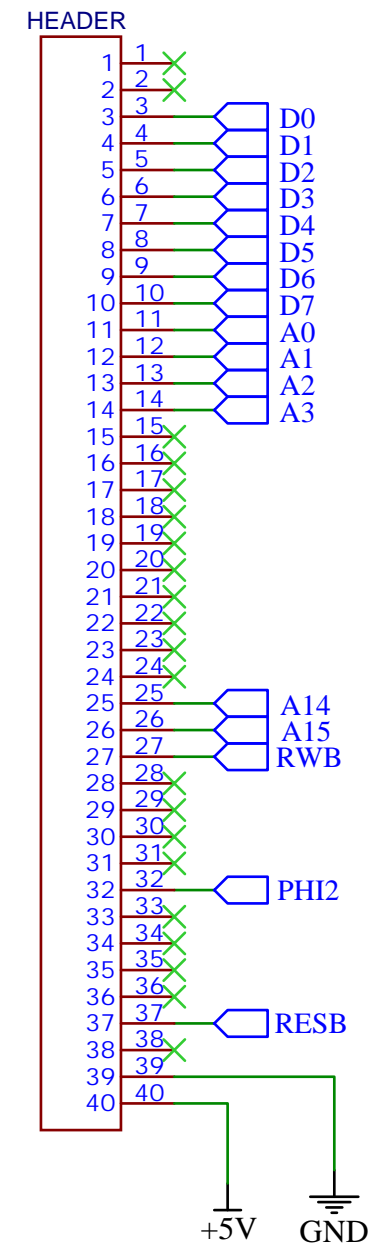 HEADER
1 1
2 2
3 3 D0
4 4 D1
5 5 D2
6 6 D3
7 7 D4
8 8 D5
9 9 D6
10 10 D7
11 11 A0
12 12 A1
13 13 A2
14 14 A3
15 15
16 16
17 17
18 18
19 19
20 20
21 21
22 22
23 23
24 24
25 25 A14
26 26 A15
27 27 RWB
28 28
29 29
30 30
31 31
32 32 PHI2
33 33
34 34
35 35
36 36
37 37 RESB
38 38
39 39
40 40
+5V GND